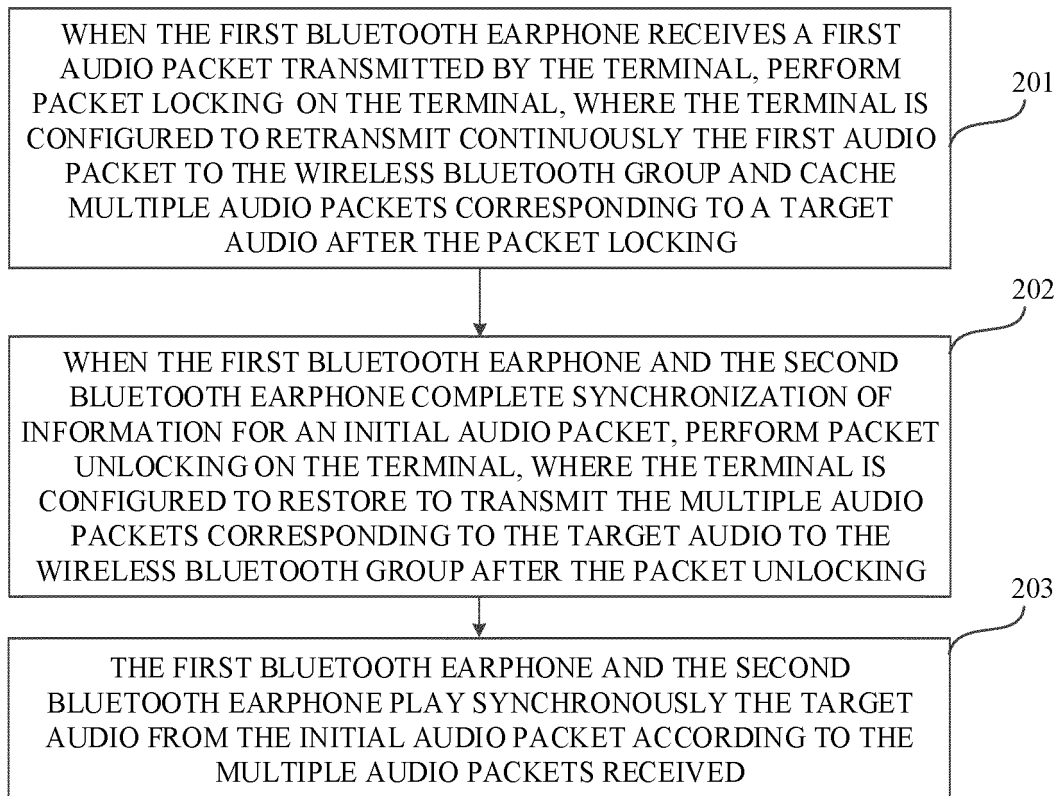 WHEN THE FIRST BLUETOOTH EARPHONE RECEIVES A FIRST
AUDIO PACKET TRANSMITTED BY THE TERMINAL, PERFORM
PACKET LOCKING ON THE TERMINAL, WHERE THE TERMINAL IS
CONFIGURED TO RETRANSMIT CONTINUOUSLY THE FIRST AUDIO
PACKET TO THE WIRELESS BLUETOOTH GROUP AND CACHE
MULTIPLE AUDIO PACKETS CORRESPONDING TO A TARGET
AUDIO AFTER THE PACKET LOCKING
201
WHEN THE FIRST BLUETOOTH EARPHONE AND THE SECOND
BLUETOOTH EARPHONE COMPLETE SYNCHRONIZATION OF
INFORMATION FOR AN INITIAL AUDIO PACKET, PERFORM PACKET
UNLOCKING ON THE TERMINAL, WHERE THE TERMINAL IS
CONFIGURED TO RESTORE TO TRANSMIT THE MULTIPLE AUDIO
PACKETS CORRESPONDING TO THE TARGET AUDIO TO THE
WIRELESS BLUETOOTH GROUP AFTER THE PACKET UNLOCKING
202
THE FIRST BLUETOOTH EARPHONE AND THE SECOND
BLUETOOTH EARPHONE PLAY SYNCHRONOUSLY THE TARGET
AUDIO FROM THE INITIAL AUDIO PACKET ACCORDING TO THE
MULTIPLE AUDIO PACKETS RECEIVED
203